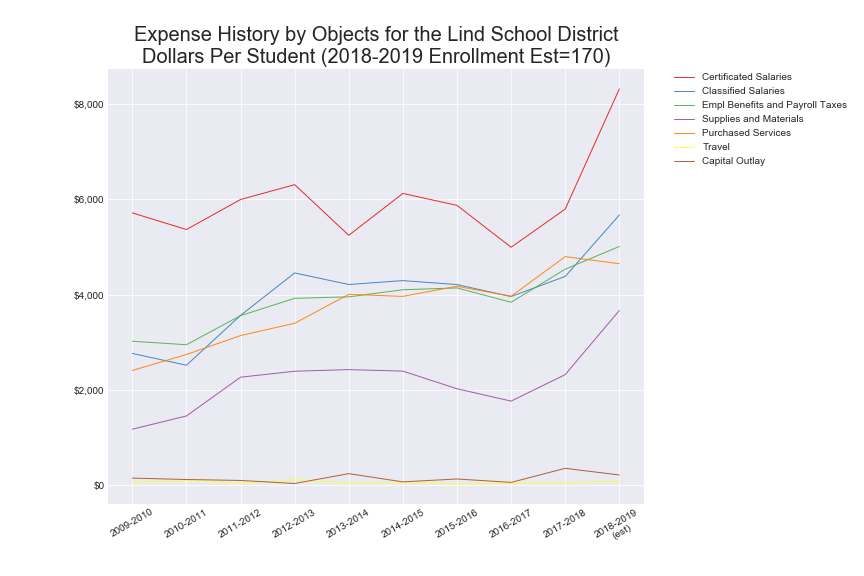 Expense History by Objects for the Lind School District
Dollars Per Student (2018-2019 Enrollment Est=170)
Certificated Salaries
Classified Salaries
Empl Benefits and Payroll Taxes
Supplies and Materials
Purchased Services
Travel
Capital Outlay
$8,000
$6,000
$4,000
$2,000
$0
2009-2010
2010-2011
2011-2012
2012-2013
2013-2014
2014-2015
2015-2016
2016-2017
2017-2018
2018-2019
(est)